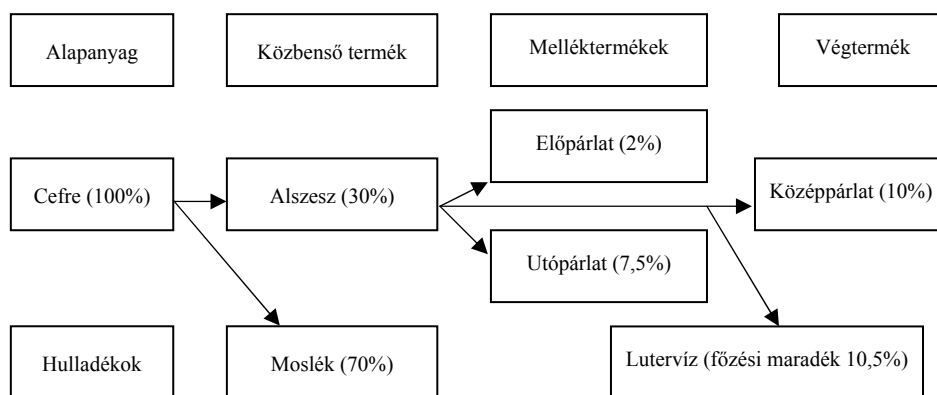 Alapanyag
Közbenső termék
Melléktermékek
Végtermék
Előpárlat (2%)
Cefre (100%)
Alszesz (30%)
Középpárlat (10%)
Utópárlat (7,5%)
Hulladékok
Moslék (70%)
Lutervíz (főzési maradék 10,5%)